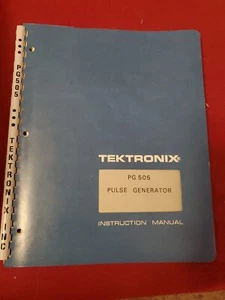 PG505
TEKTRONIX INC
TEKTRONIX®
PG 505
PULSE GENERATOR
INSTRUCTION MANUAL